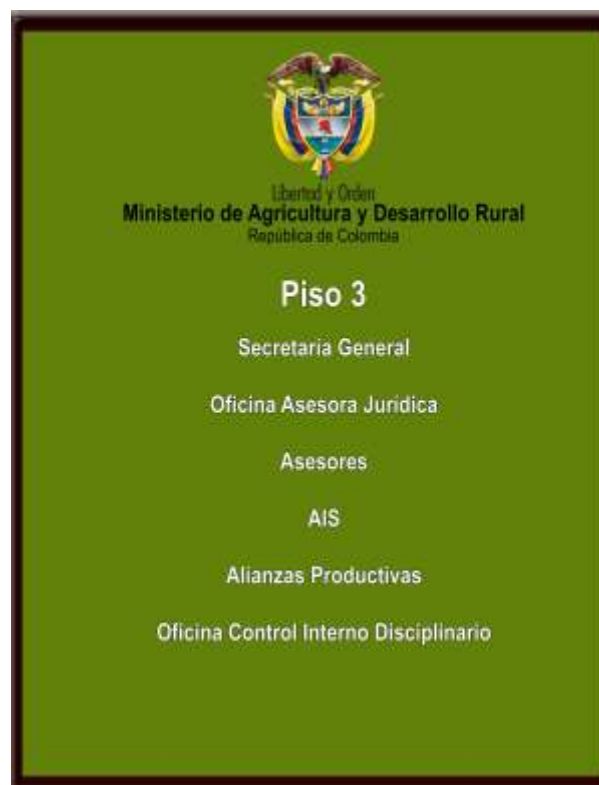 Libertad y Orden
Ministerio de Agricultura y Desarrollo Rural
República de Colombia
Piso 3
Secretaria General
Oficina Asesora Jurídica
Asesores
AIS
Alianzas Productivas
Oficina Control Interno Disciplinario